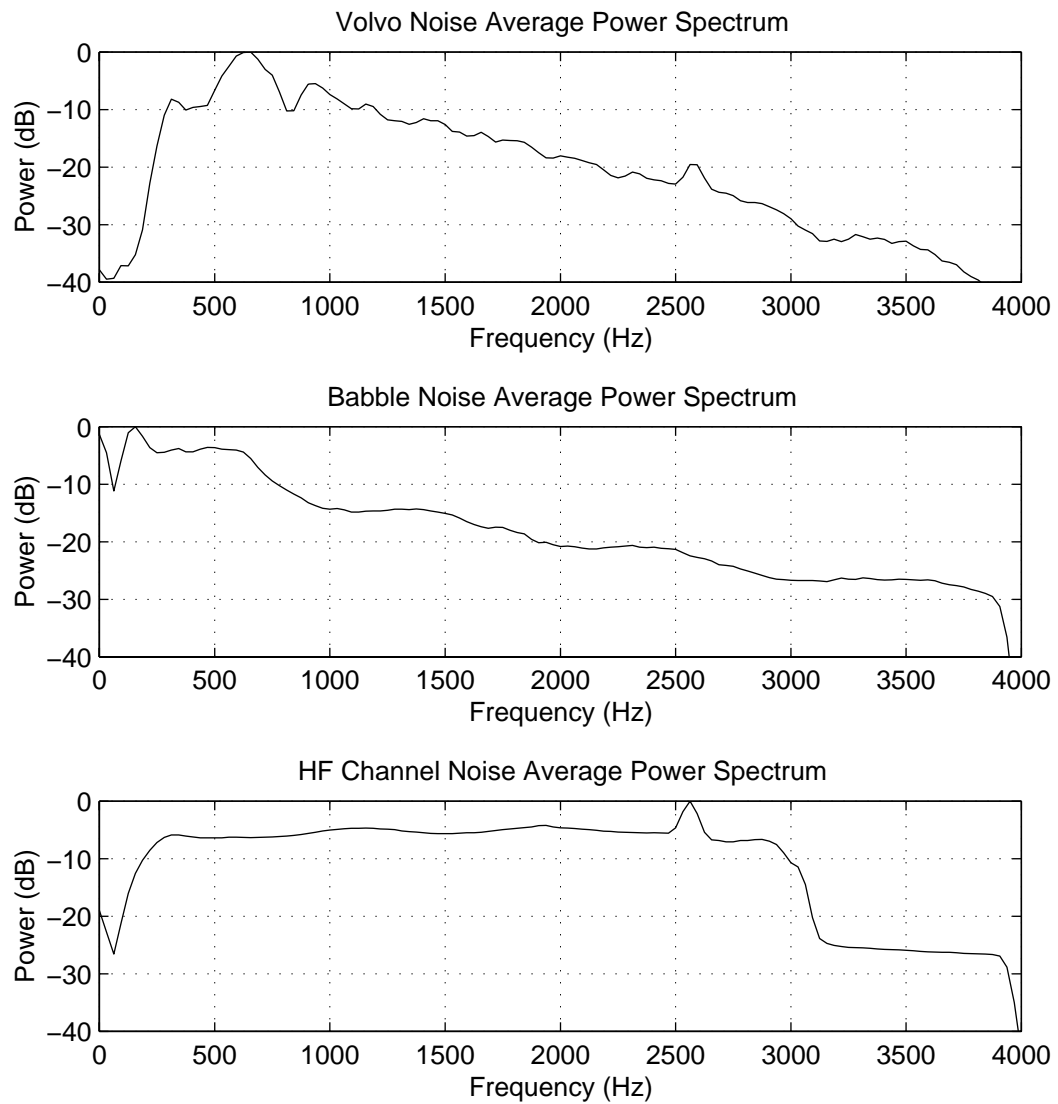 Volvo Noise Average Power Spectrum
0
−10
−20
−30
−40
Power (dB)
0 500 1000 1500 2000 2500 3000 3500 4000
Frequency (Hz)
Babble Noise Average Power Spectrum
0
−10
−20
−30
−40
Power (dB)
0 500 1000 1500 2000 2500 3000 3500 4000
Frequency (Hz)
HF Channel Noise Average Power Spectrum
0
−10
−20
−30
−40
Power (dB)
0 500 1000 1500 2000 2500 3000 3500 4000
Frequency (Hz)